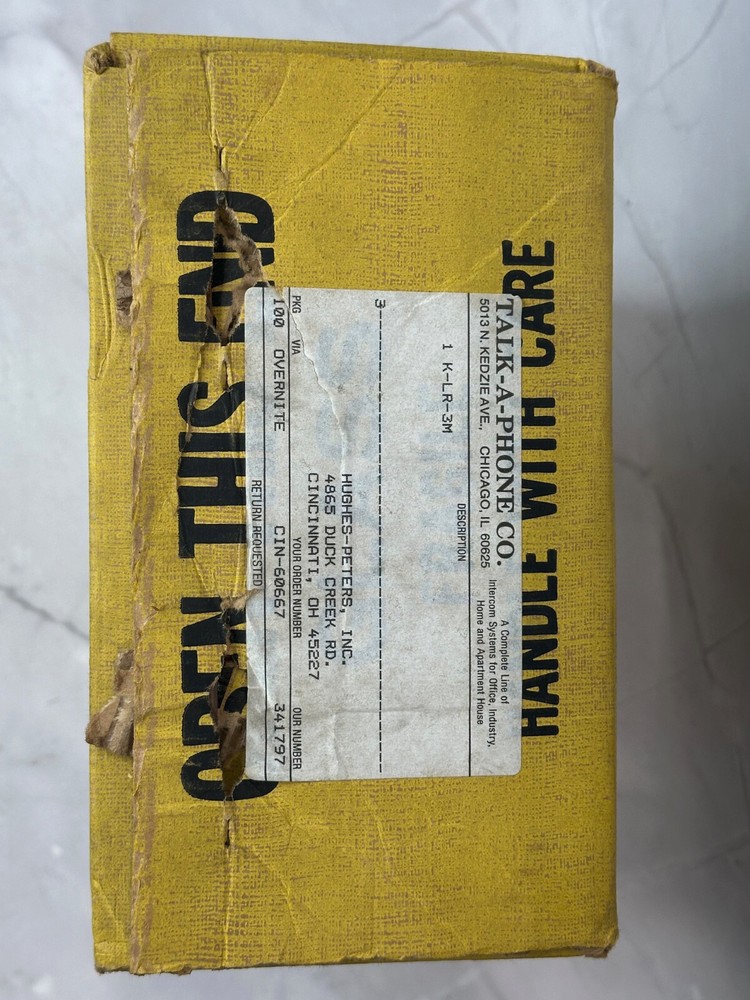 OPEN THIS END
HANDLE WITH CARE
TALK-A-PHONE CO.
5013 N. KEDZIE AVE., CHICAGO, IL 60625
A Complete Line of
Intercom Systems for Office, Industry,
Home and Apartment House
DESCRIPTION
1 K-LR-3M
3--------------------------------------------------
HUGHES-PETERS, INC.
4865 DUCK CREEK RD.
CINCINNATI, OH 45227
PKG VIA YOUR ORDER NUMBER OUR NUMBER
100 OVERNITE CIN-60667 341797
RETURN REQUESTED